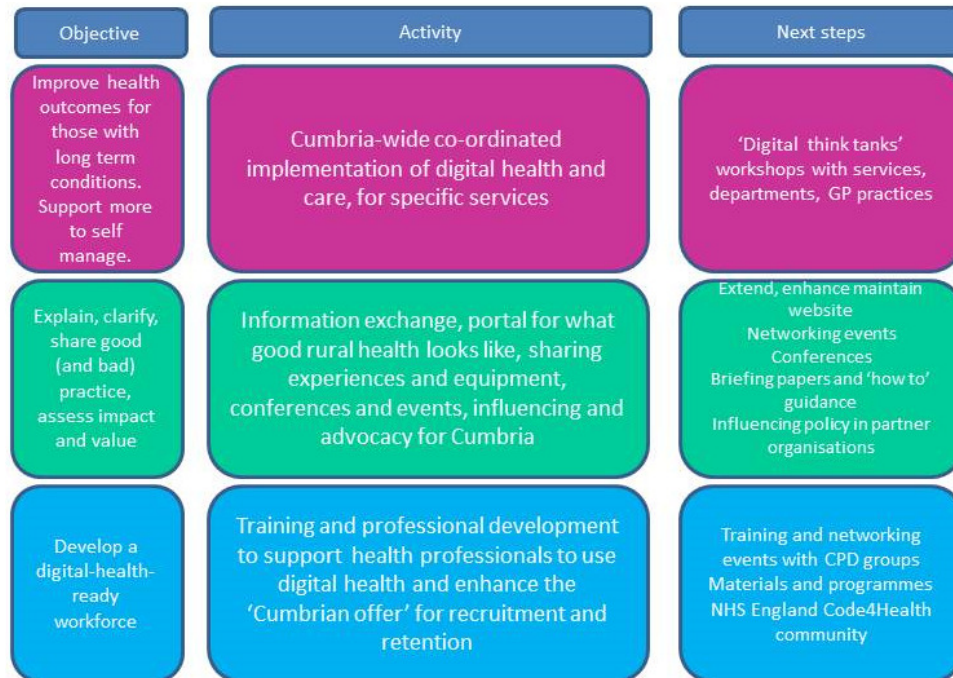 Objective
Activity
Next steps
Improve health
outcomes for
those with
long term
conditions.
Support more
to self
manage.
Cumbria-wide co-ordinated
implementation of digital health and
care, for specific services
‘Digital think tanks’
workshops with services,
departments, GP practices
Explain, clarify,
share good
(and bad)
practice,
assess impact
and value
Information exchange, portal for what
good rural health looks like, sharing
experiences and equipment,
conferences and events, influencing and
advocacy for Cumbria
Extend, enhance maintain
website
Networking events
Conferences
Briefing papers and ‘how to’
guidance
Influencing policy in partner
organisations
Develop a
digital-health-
ready
workforce
Training and professional development
to support health professionals to use
digital health and enhance the
‘Cumbrian offer’ for recruitment and
retention
Training and networking
events with CPD groups
Materials and programmes
NHS England Code4Health
community